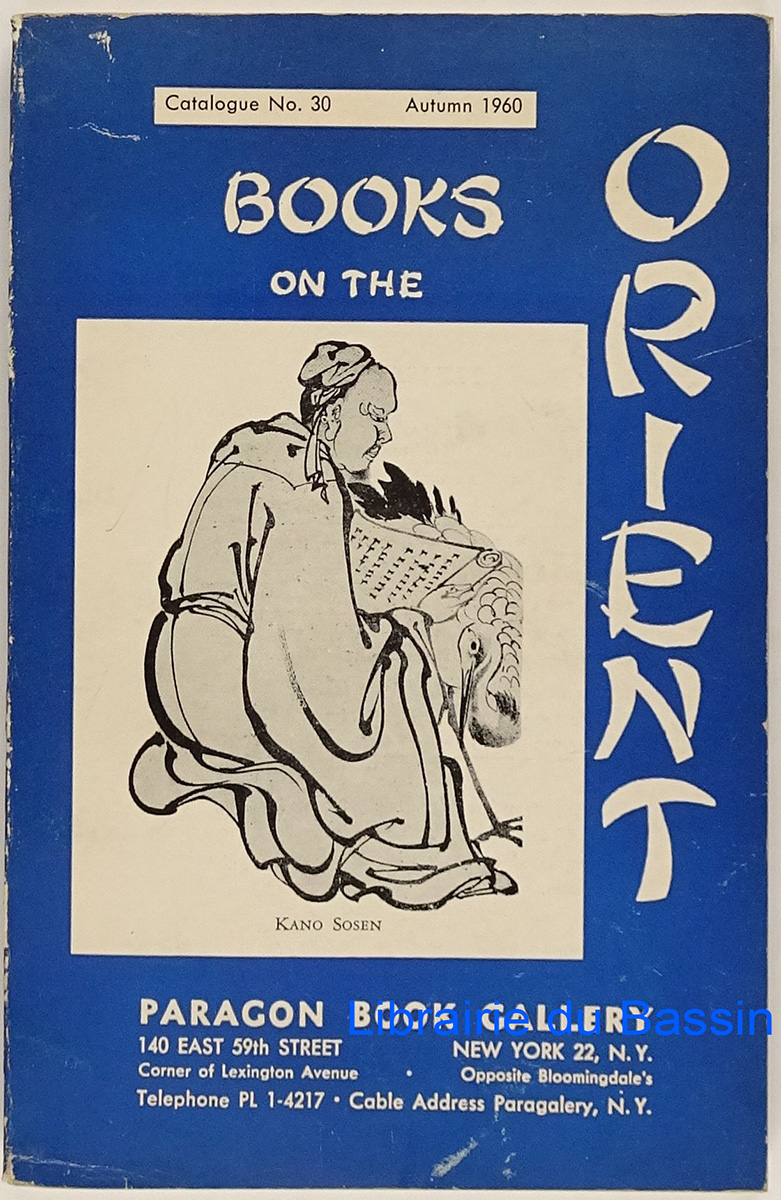 Catalogue No. 30 Autumn 1960
BOOKS
ON THE
ORIENT
KANO SOSEN
PARAGON BOOK GALLERY
Librairie du Bassin
140 EAST 59th STREET NEW YORK 22, N.Y.
Corner of Lexington Avenue • Opposite Bloomingdale's
Telephone PL 1-4217 • Cable Address Paragalery, N.Y.